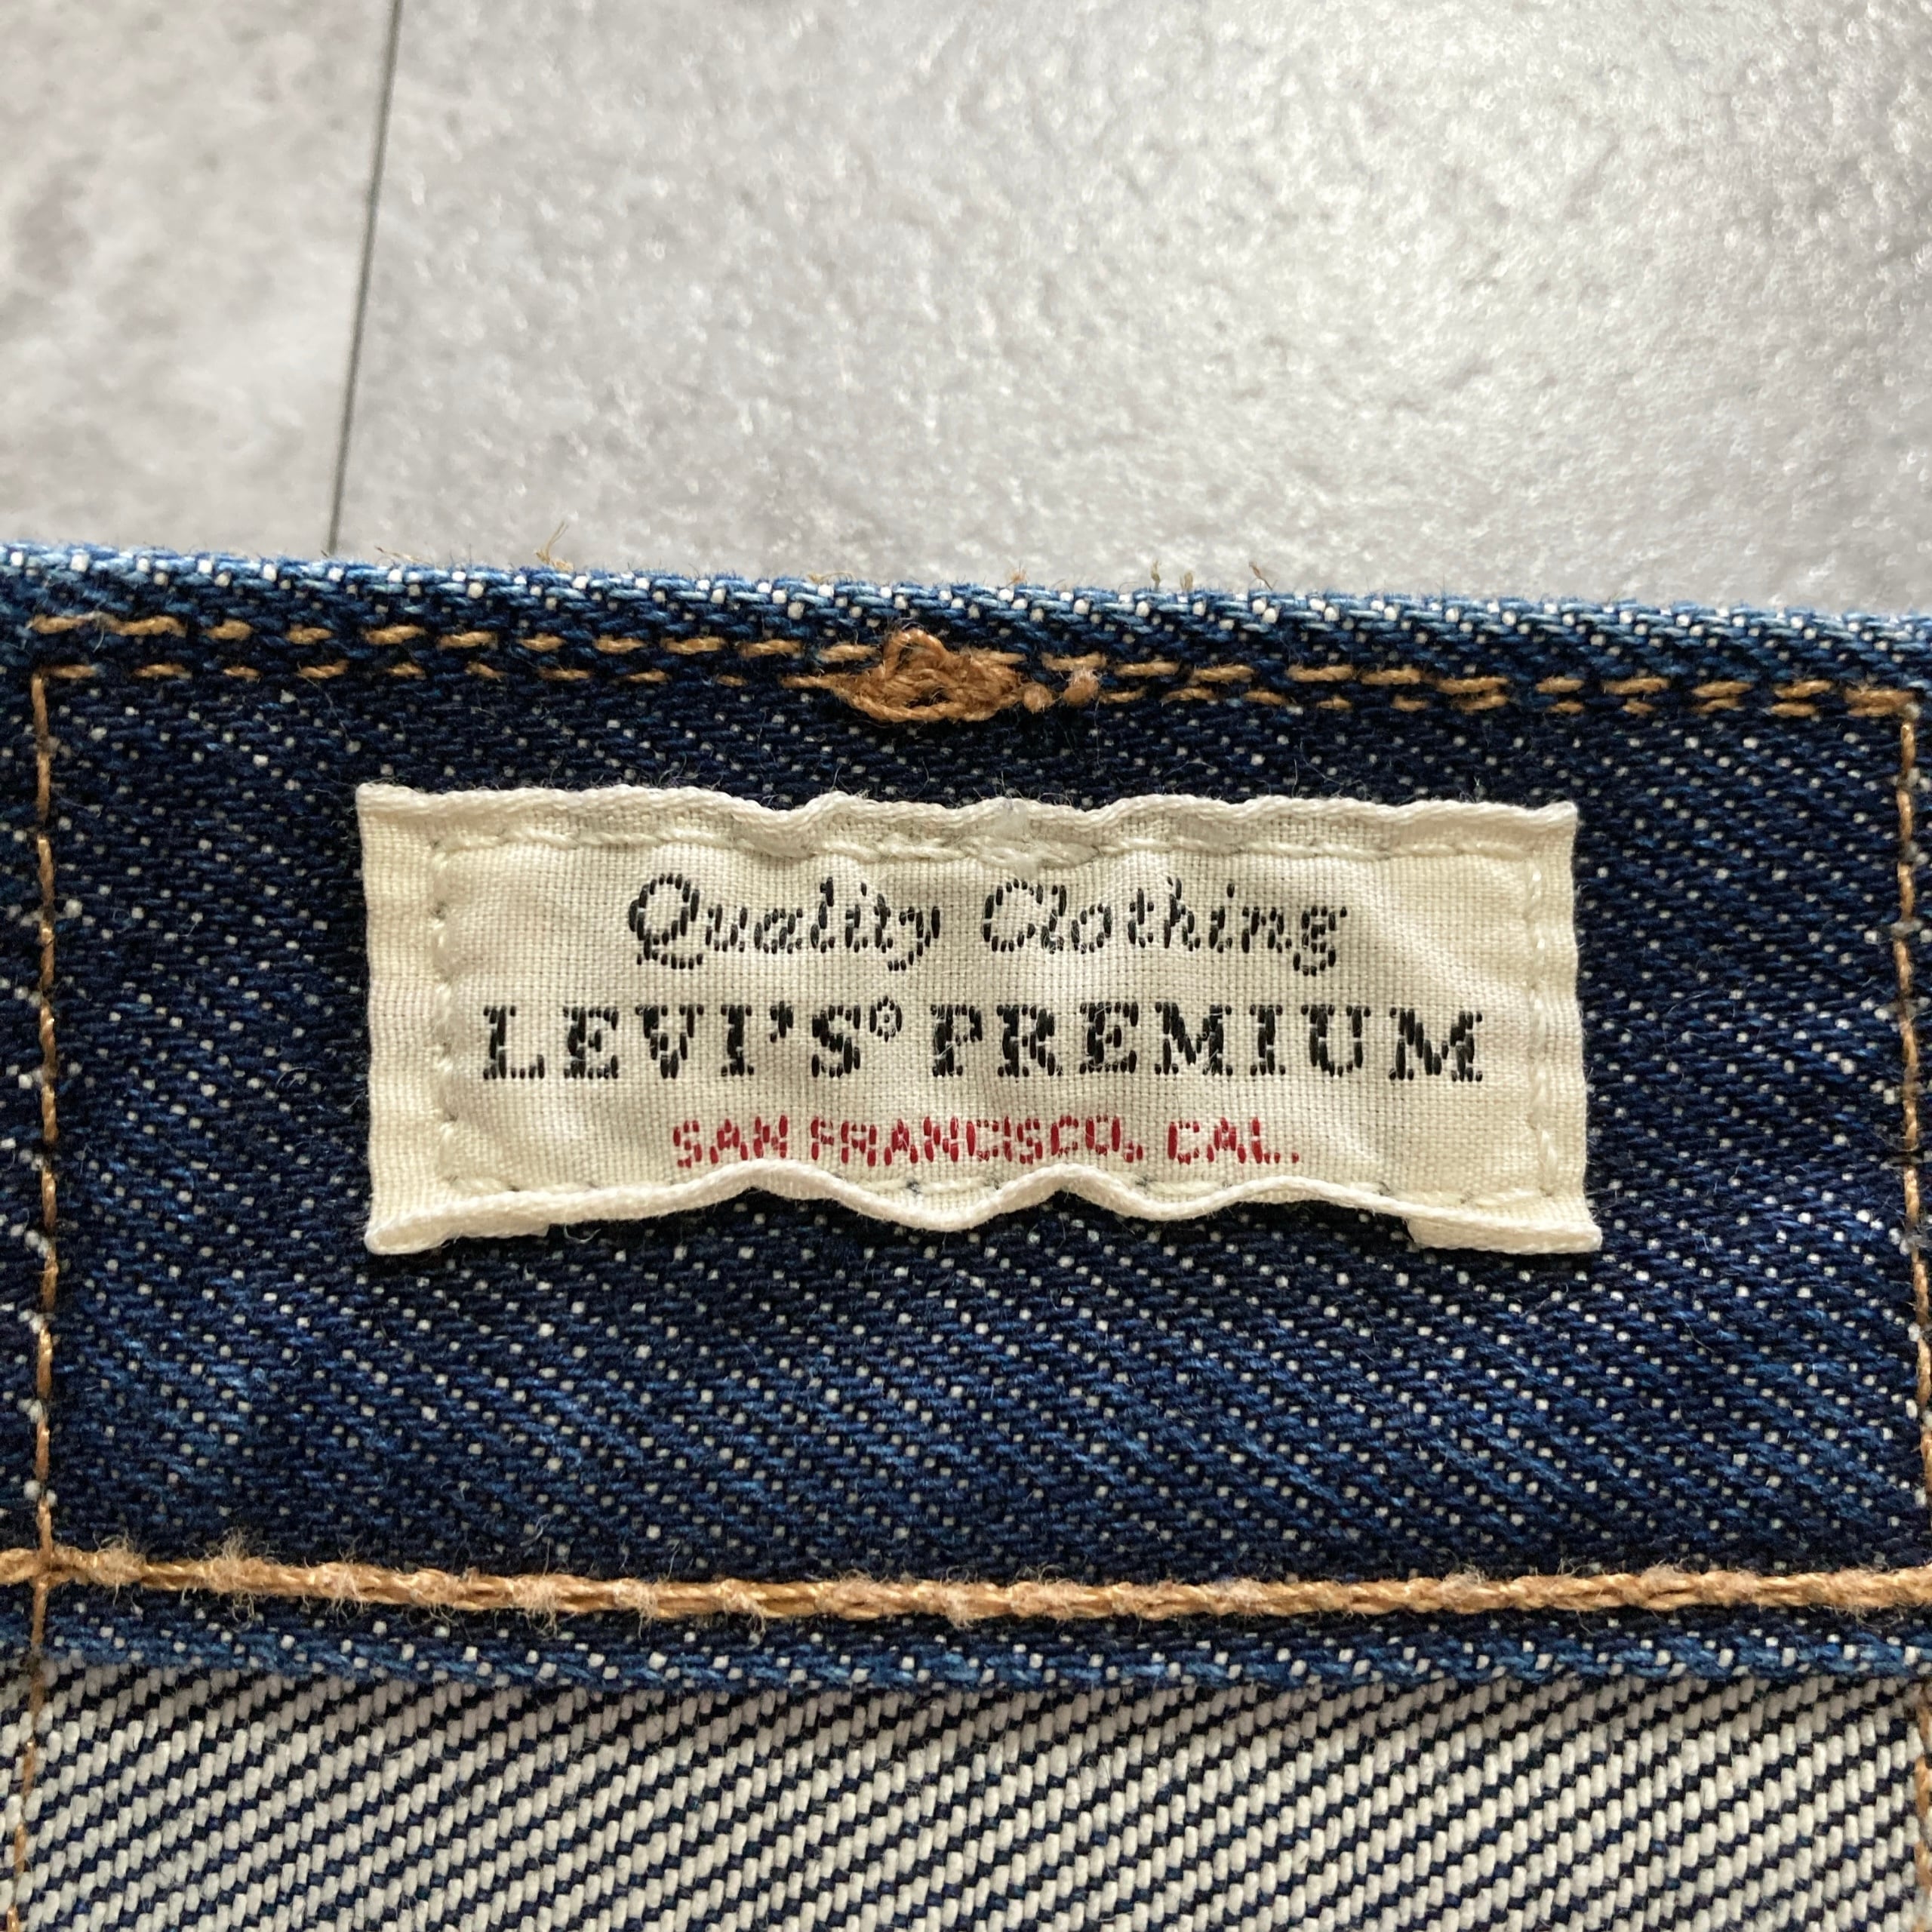 Quality Clothing
LEVI'S® PREMIUM
SAN FRANCISCO, CAL.